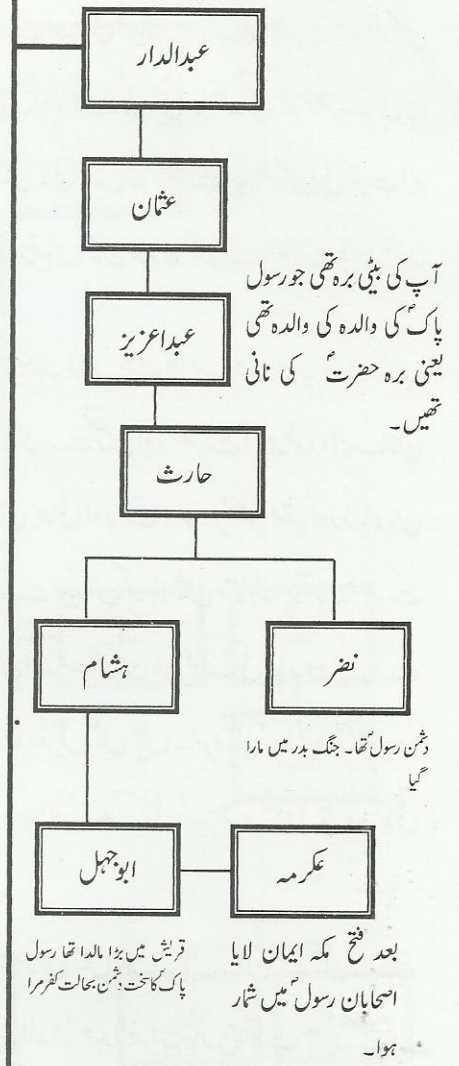 عبدالدار
عثمان
عبداعزیز
آپ کی بیٹی برہ تھی جو رسول
پاکؐ کی والدہ کی والدہ تھی
یعنی برہ حضرتؐ کی نانی
تھیں۔
حارث
نضر
دشمن رسولؐ تھا۔ جنگ بدر میں مارا
گیا
ہشام
عکرمہ
بعد فتح مکہ ایمان لایا
اصحابان رسولؐ میں شمار
ہوا۔
ابوجہل
قریش میں بڑا مالدا تھا رسول
پاکؐ کا سخت دشمن بحالت کفر مرا